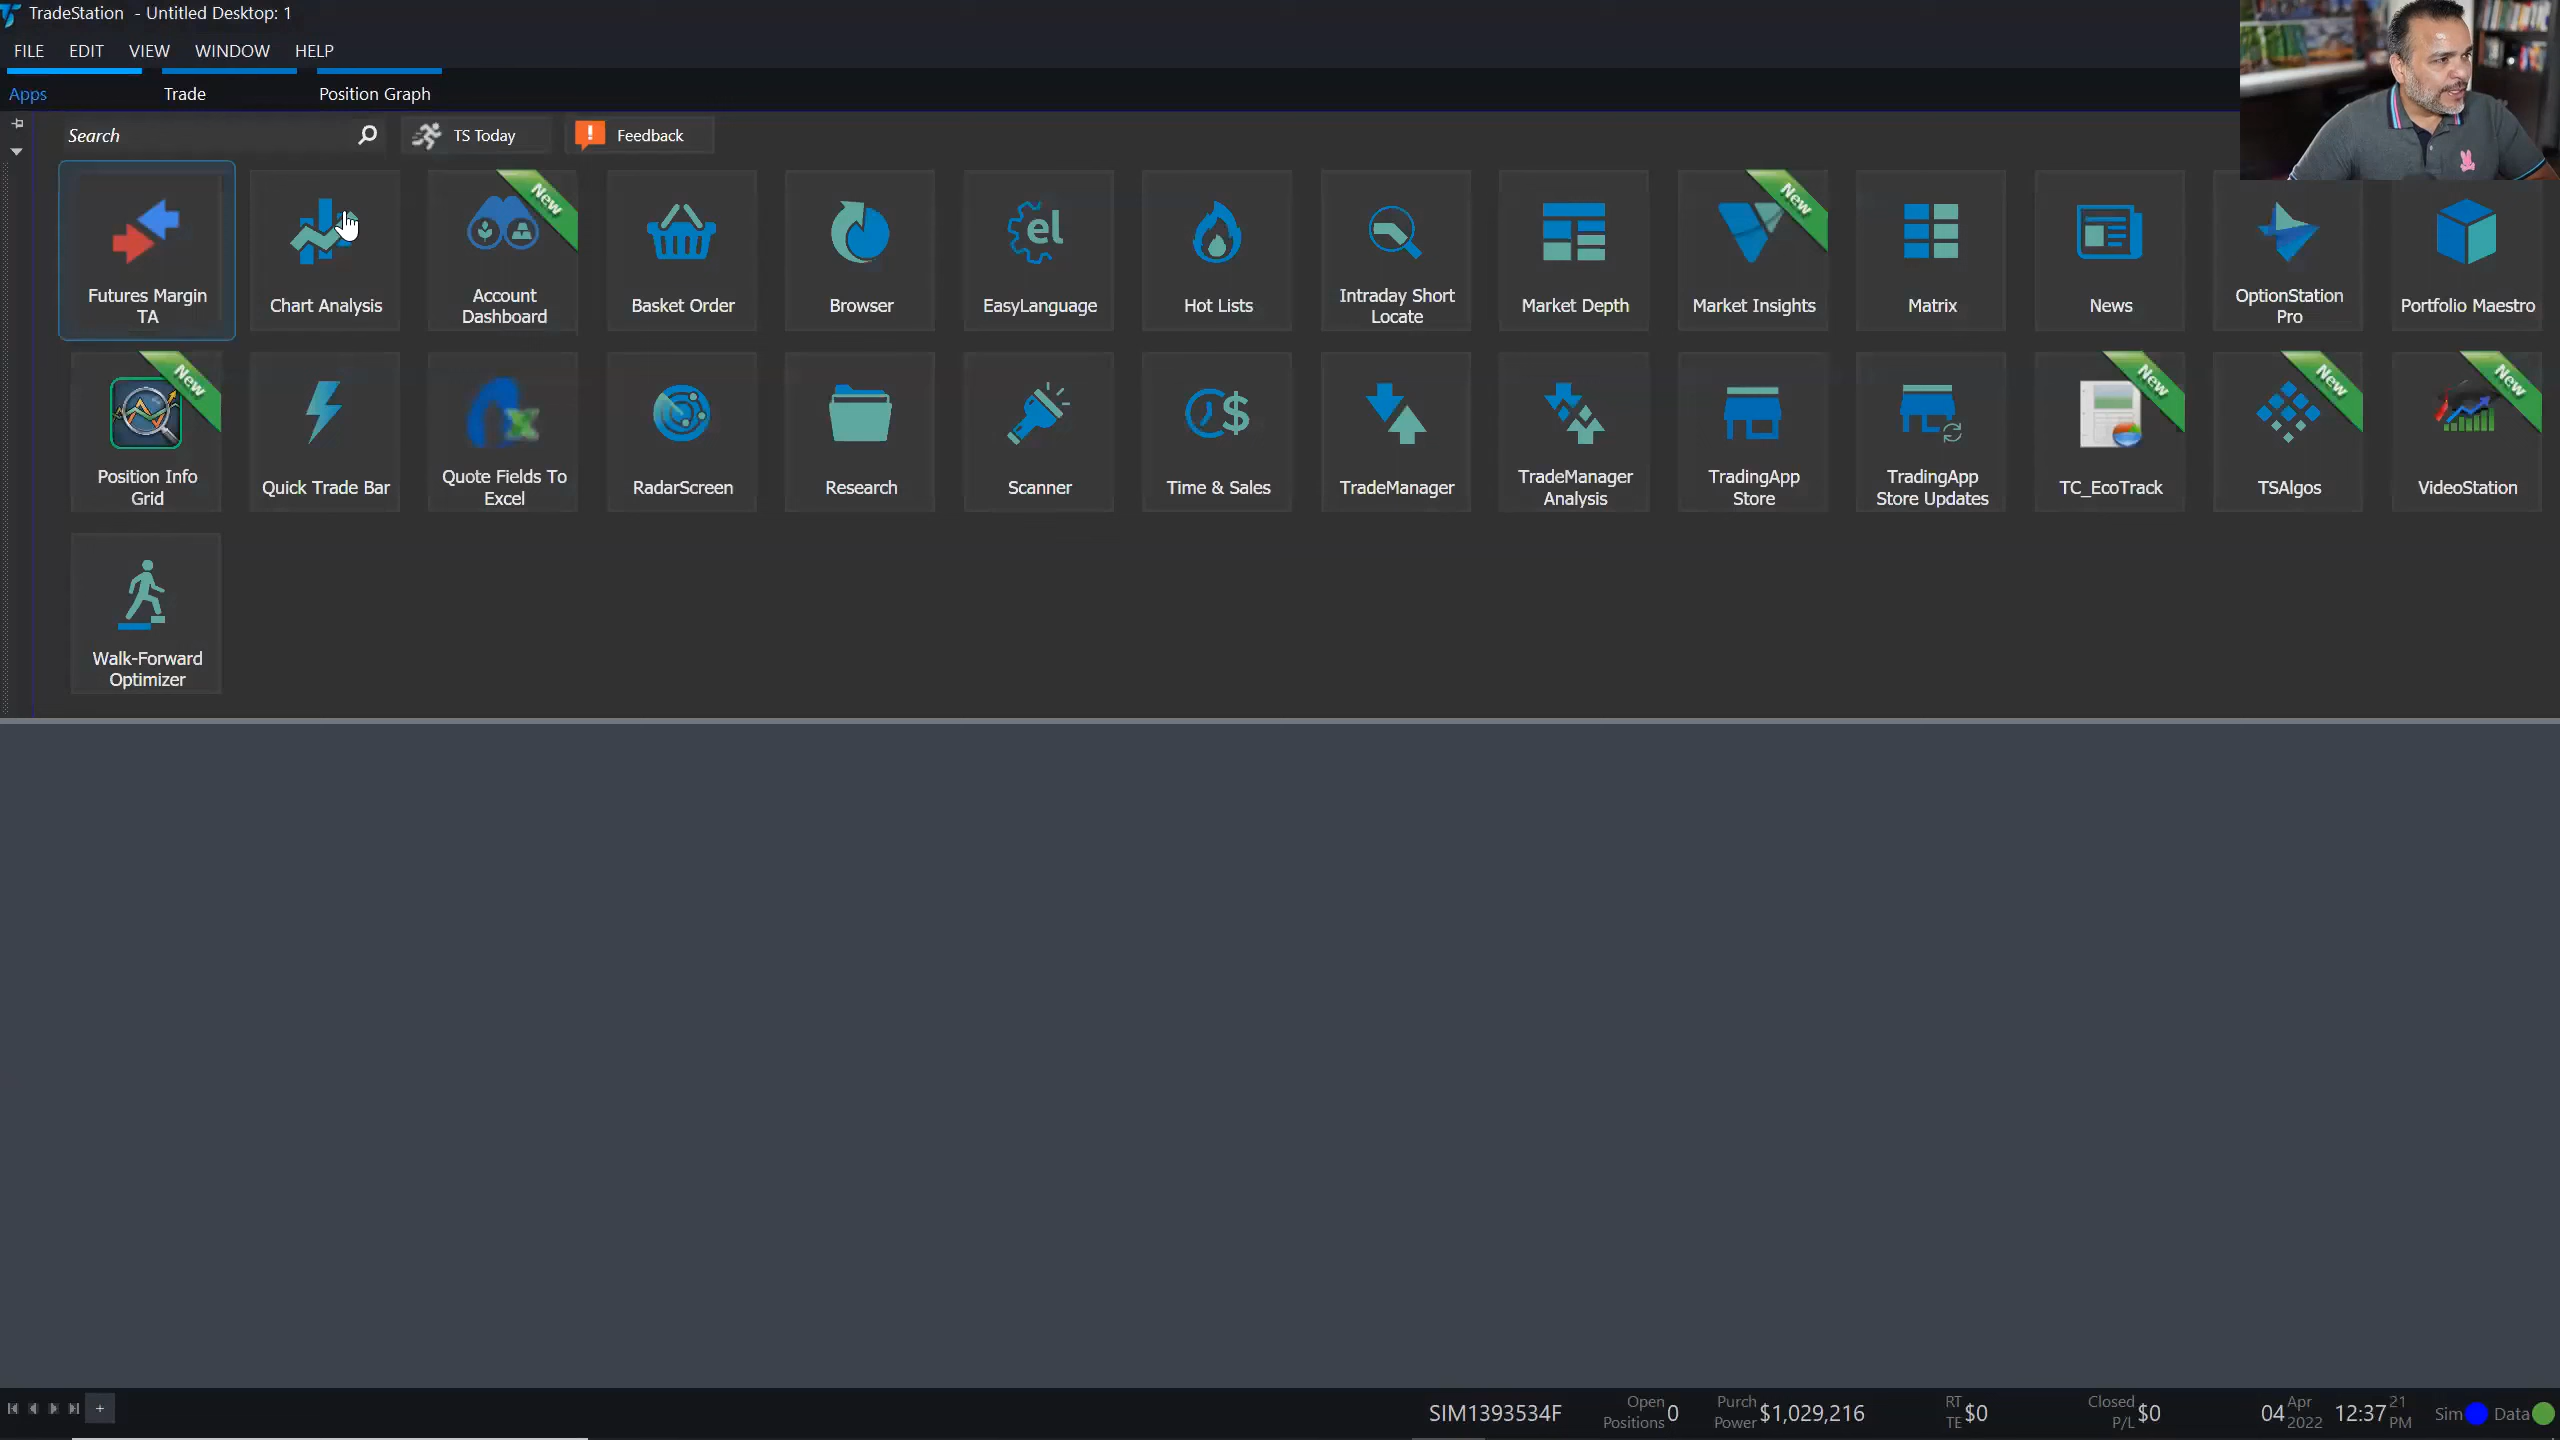 TradeStation - Untitled Desktop: 1
FILE EDIT VIEW WINDOW HELP
Apps Trade Position Graph
Search TS Today Feedback
Futures Margin TA
Chart Analysis
New
Account Dashboard
Basket Order
Browser
el
EasyLanguage
Hot Lists
Intraday Short Locate
Market Depth
New
Market Insights
Matrix
News
OptionStation Pro
Portfolio Maestro
New
Position Info Grid
Quick Trade Bar
X
Quote Fields To Excel
RadarScreen
Research
Scanner
$
Time & Sales
TradeManager
TradeManager Analysis
TradingApp Store
TradingApp Store Updates
New
TC_EcoTrack
New
TSAlgos
New
VideoStation
Walk-Forward Optimizer
+ SIM1393534F Open Positions 0 Purch Power $1,029,216 RT TE $0 Closed P/L $0 04 Apr 2022 12:37 21 PM Sim Data